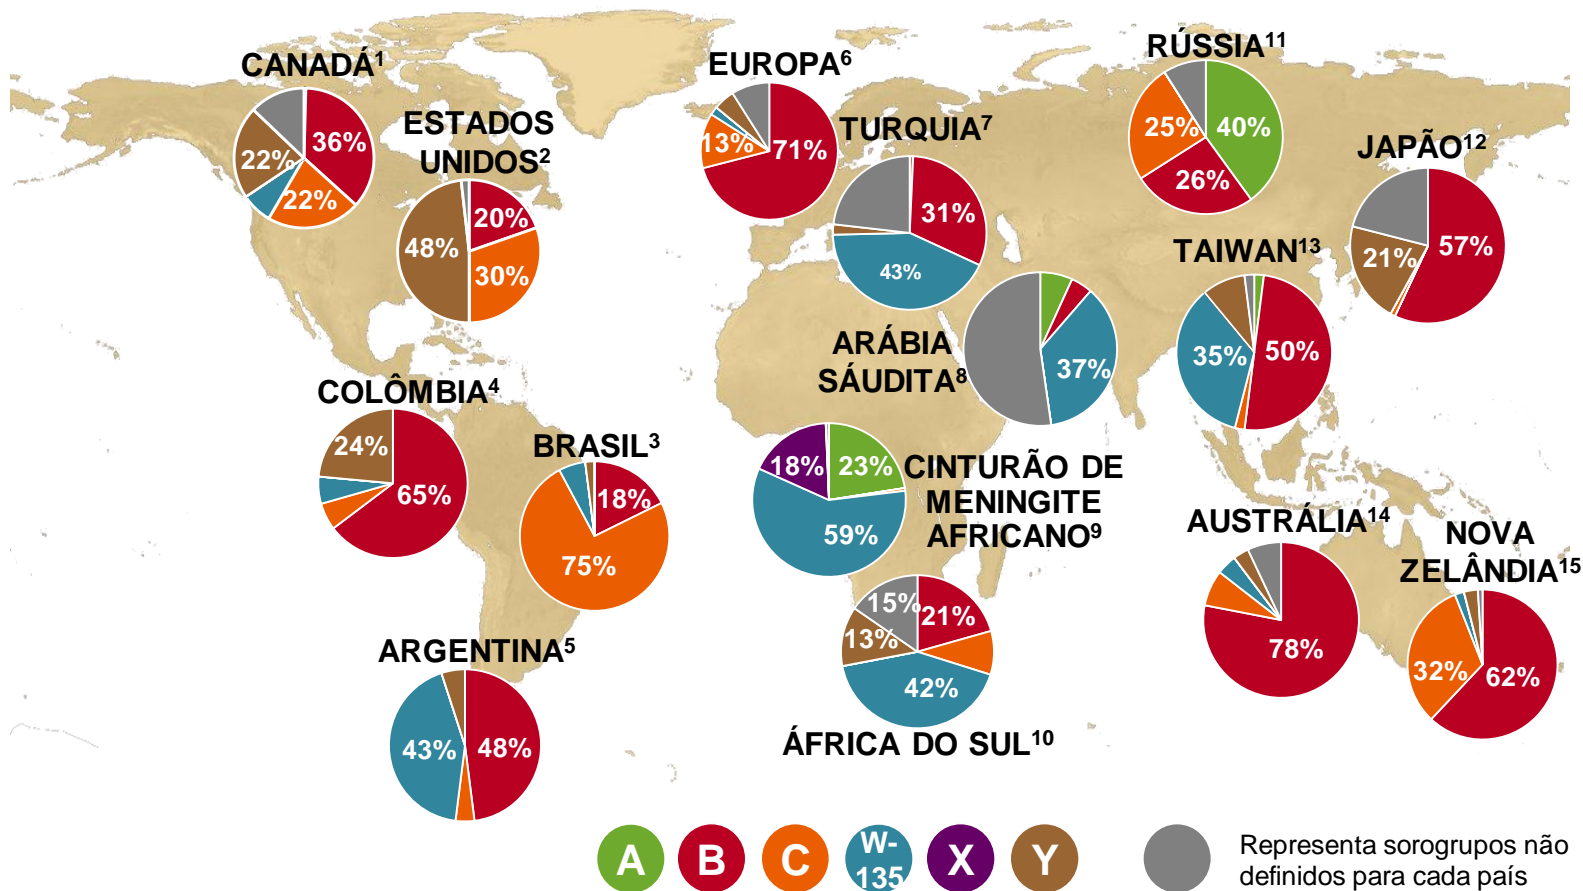 CANADÁ1
36%
22%
22%
ESTADOS
UNIDOS2
20%
48%
30%
EUROPA6
13%
71%
TURQUIA7
31%
43%
RÚSSIA11
25%
40%
26%
JAPÃO12
57%
21%
TAIWAN13
35%
50%
ARÁBIA
SÁUDITA8
37%
COLÔMBIA4
24%
65%
BRASIL3
18%
75%
CINTURÃO DE
MENINGITE
AFRICANO9
18%
23%
59%
AUSTRÁLIA14
78%
NOVA
ZELÂNDIA15
32%
62%
ARGENTINA5
43%
48%
15%
21%
13%
42%
ÁFRICA DO SUL10
A
B
C
W-
135
X
Y
Representa sorogrupos não
definidos para cada país